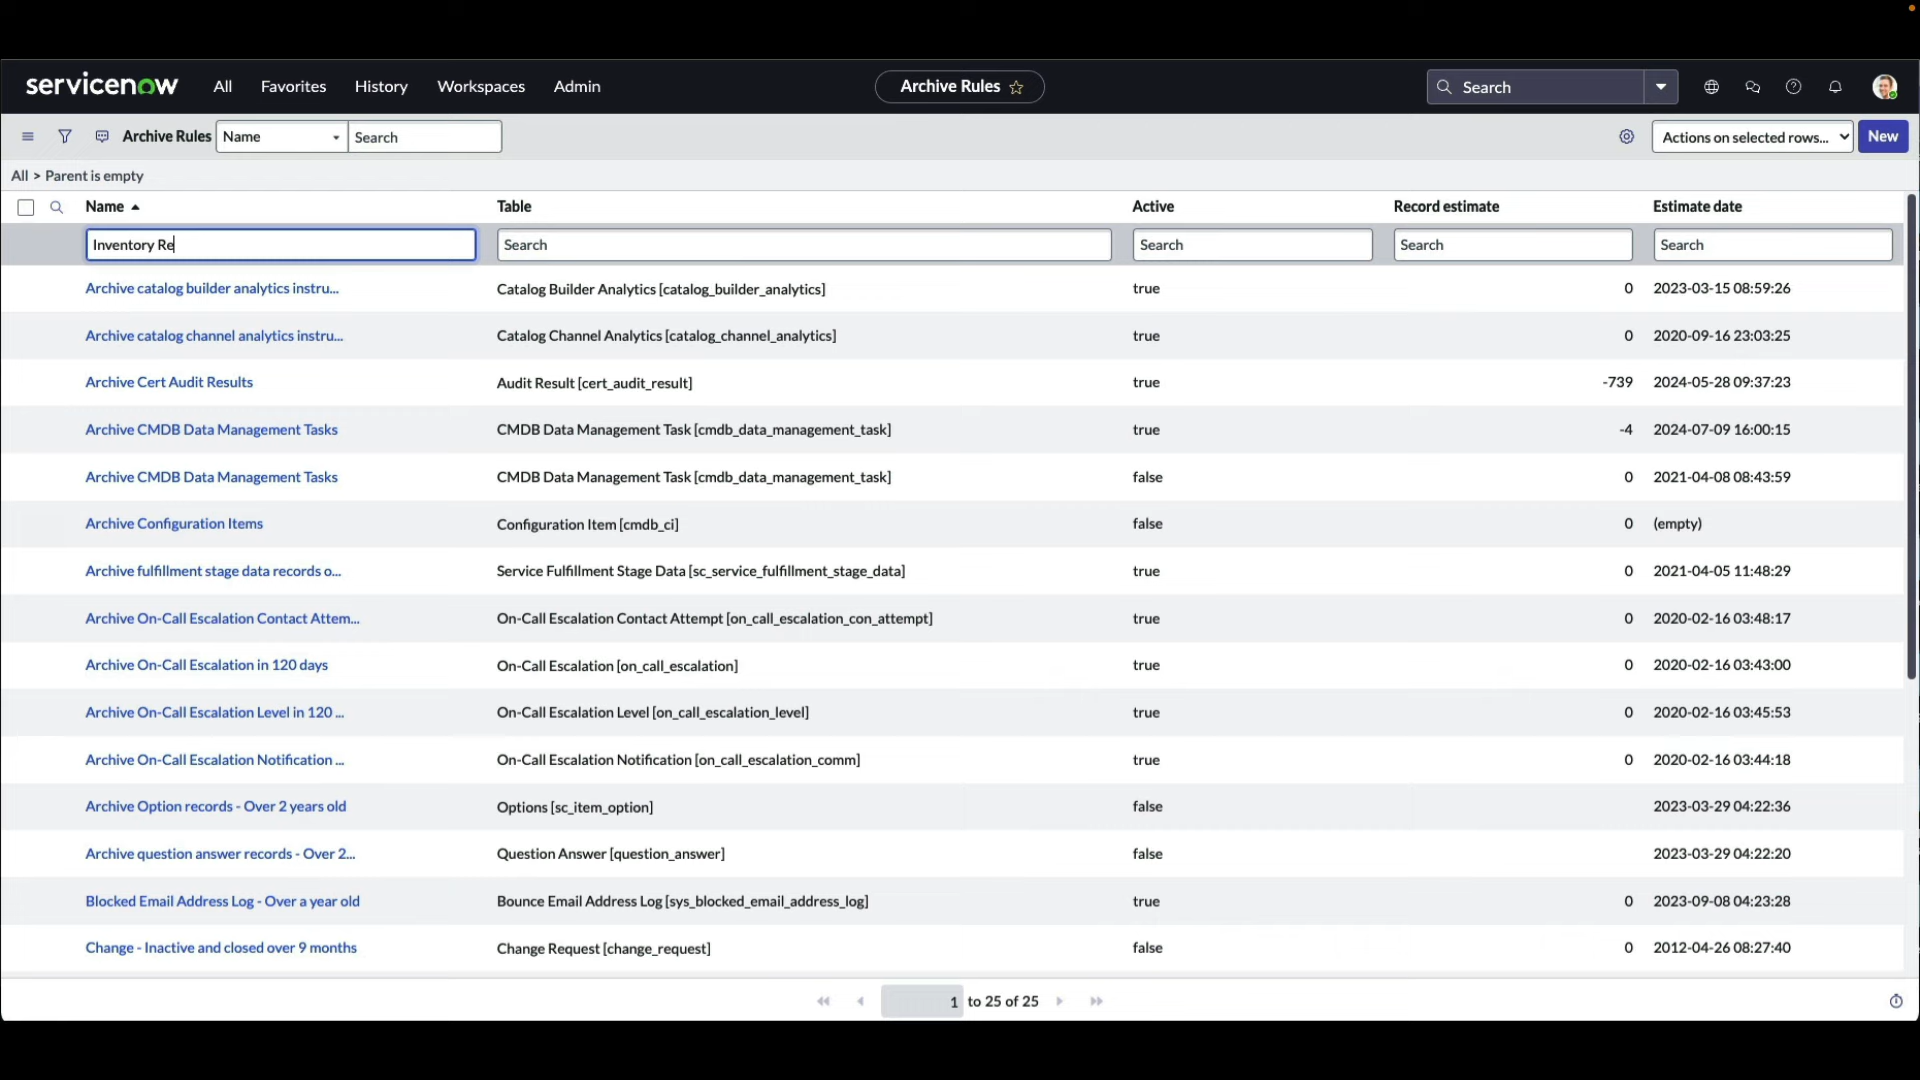 servicenow All Favorites History Workspaces Admin Archive Rules Search
Archive Rules Name Search Actions on selected rows... New
All > Parent is empty
Name Table Active Record estimate Estimate date
Inventory Re Search Search Search Search
Archive catalog builder analytics instru... Catalog Builder Analytics [catalog_builder_analytics] true 0 2023-03-15 08:59:26
Archive catalog channel analytics instru... Catalog Channel Analytics [catalog_channel_analytics] true 0 2020-09-16 23:03:25
Archive Cert Audit Results Audit Result [cert_audit_result] true -739 2024-05-28 09:37:23
Archive CMDB Data Management Tasks CMDB Data Management Task [cmdb_data_management_task] true -4 2024-07-09 16:00:15
Archive CMDB Data Management Tasks CMDB Data Management Task [cmdb_data_management_task] false 0 2021-04-08 08:43:59
Archive Configuration Items Configuration Item [cmdb_ci] false 0 (empty)
Archive fulfillment stage data records o... Service Fulfillment Stage Data [sc_service_fulfillment_stage_data] true 0 2021-04-05 11:48:29
Archive On-Call Escalation Contact Attem... On-Call Escalation Contact Attempt [on_call_escalation_con_attempt] true 0 2020-02-16 03:48:17
Archive On-Call Escalation in 120 days On-Call Escalation [on_call_escalation] true 0 2020-02-16 03:43:00
Archive On-Call Escalation Level in 120 ... On-Call Escalation Level [on_call_escalation_level] true 0 2020-02-16 03:45:53
Archive On-Call Escalation Notification ... On-Call Escalation Notification [on_call_escalation_comm] true 0 2020-02-16 03:44:18
Archive Option records - Over 2 years old Options [sc_item_option] false 2023-03-29 04:22:36
Archive question answer records - Over 2... Question Answer [question_answer] false 2023-03-29 04:22:20
Blocked Email Address Log - Over a year old Bounce Email Address Log [sys_blocked_email_address_log] true 0 2023-09-08 04:23:28
Change - Inactive and closed over 9 months Change Request [change_request] false 0 2012-04-26 08:27:40
1 to 25 of 25